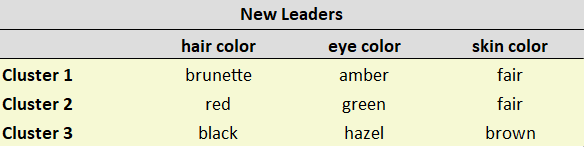 New Leaders
hair color eye color skin color
Cluster 1 brunette amber fair
Cluster 2 red green fair
Cluster 3 black hazel brown